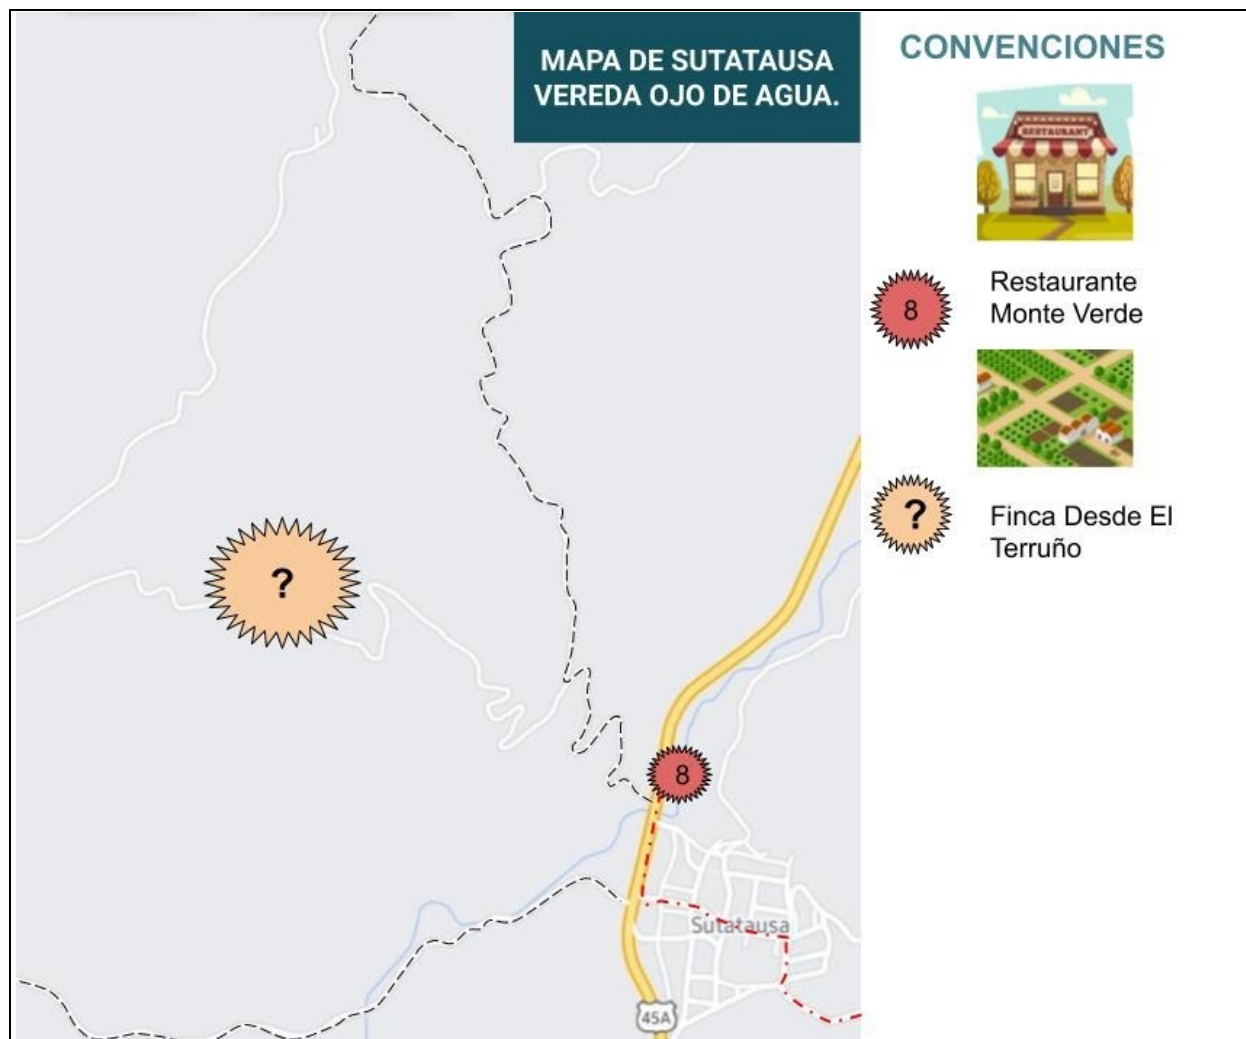 MAPA DE SUTATAUSA
VEREDA OJO DE AGUA.
CONVENCIONES
RESTAURANT
8
Restaurante
Monte Verde
?
Finca Desde El
Terruño
?
8
Sutatausa
45A